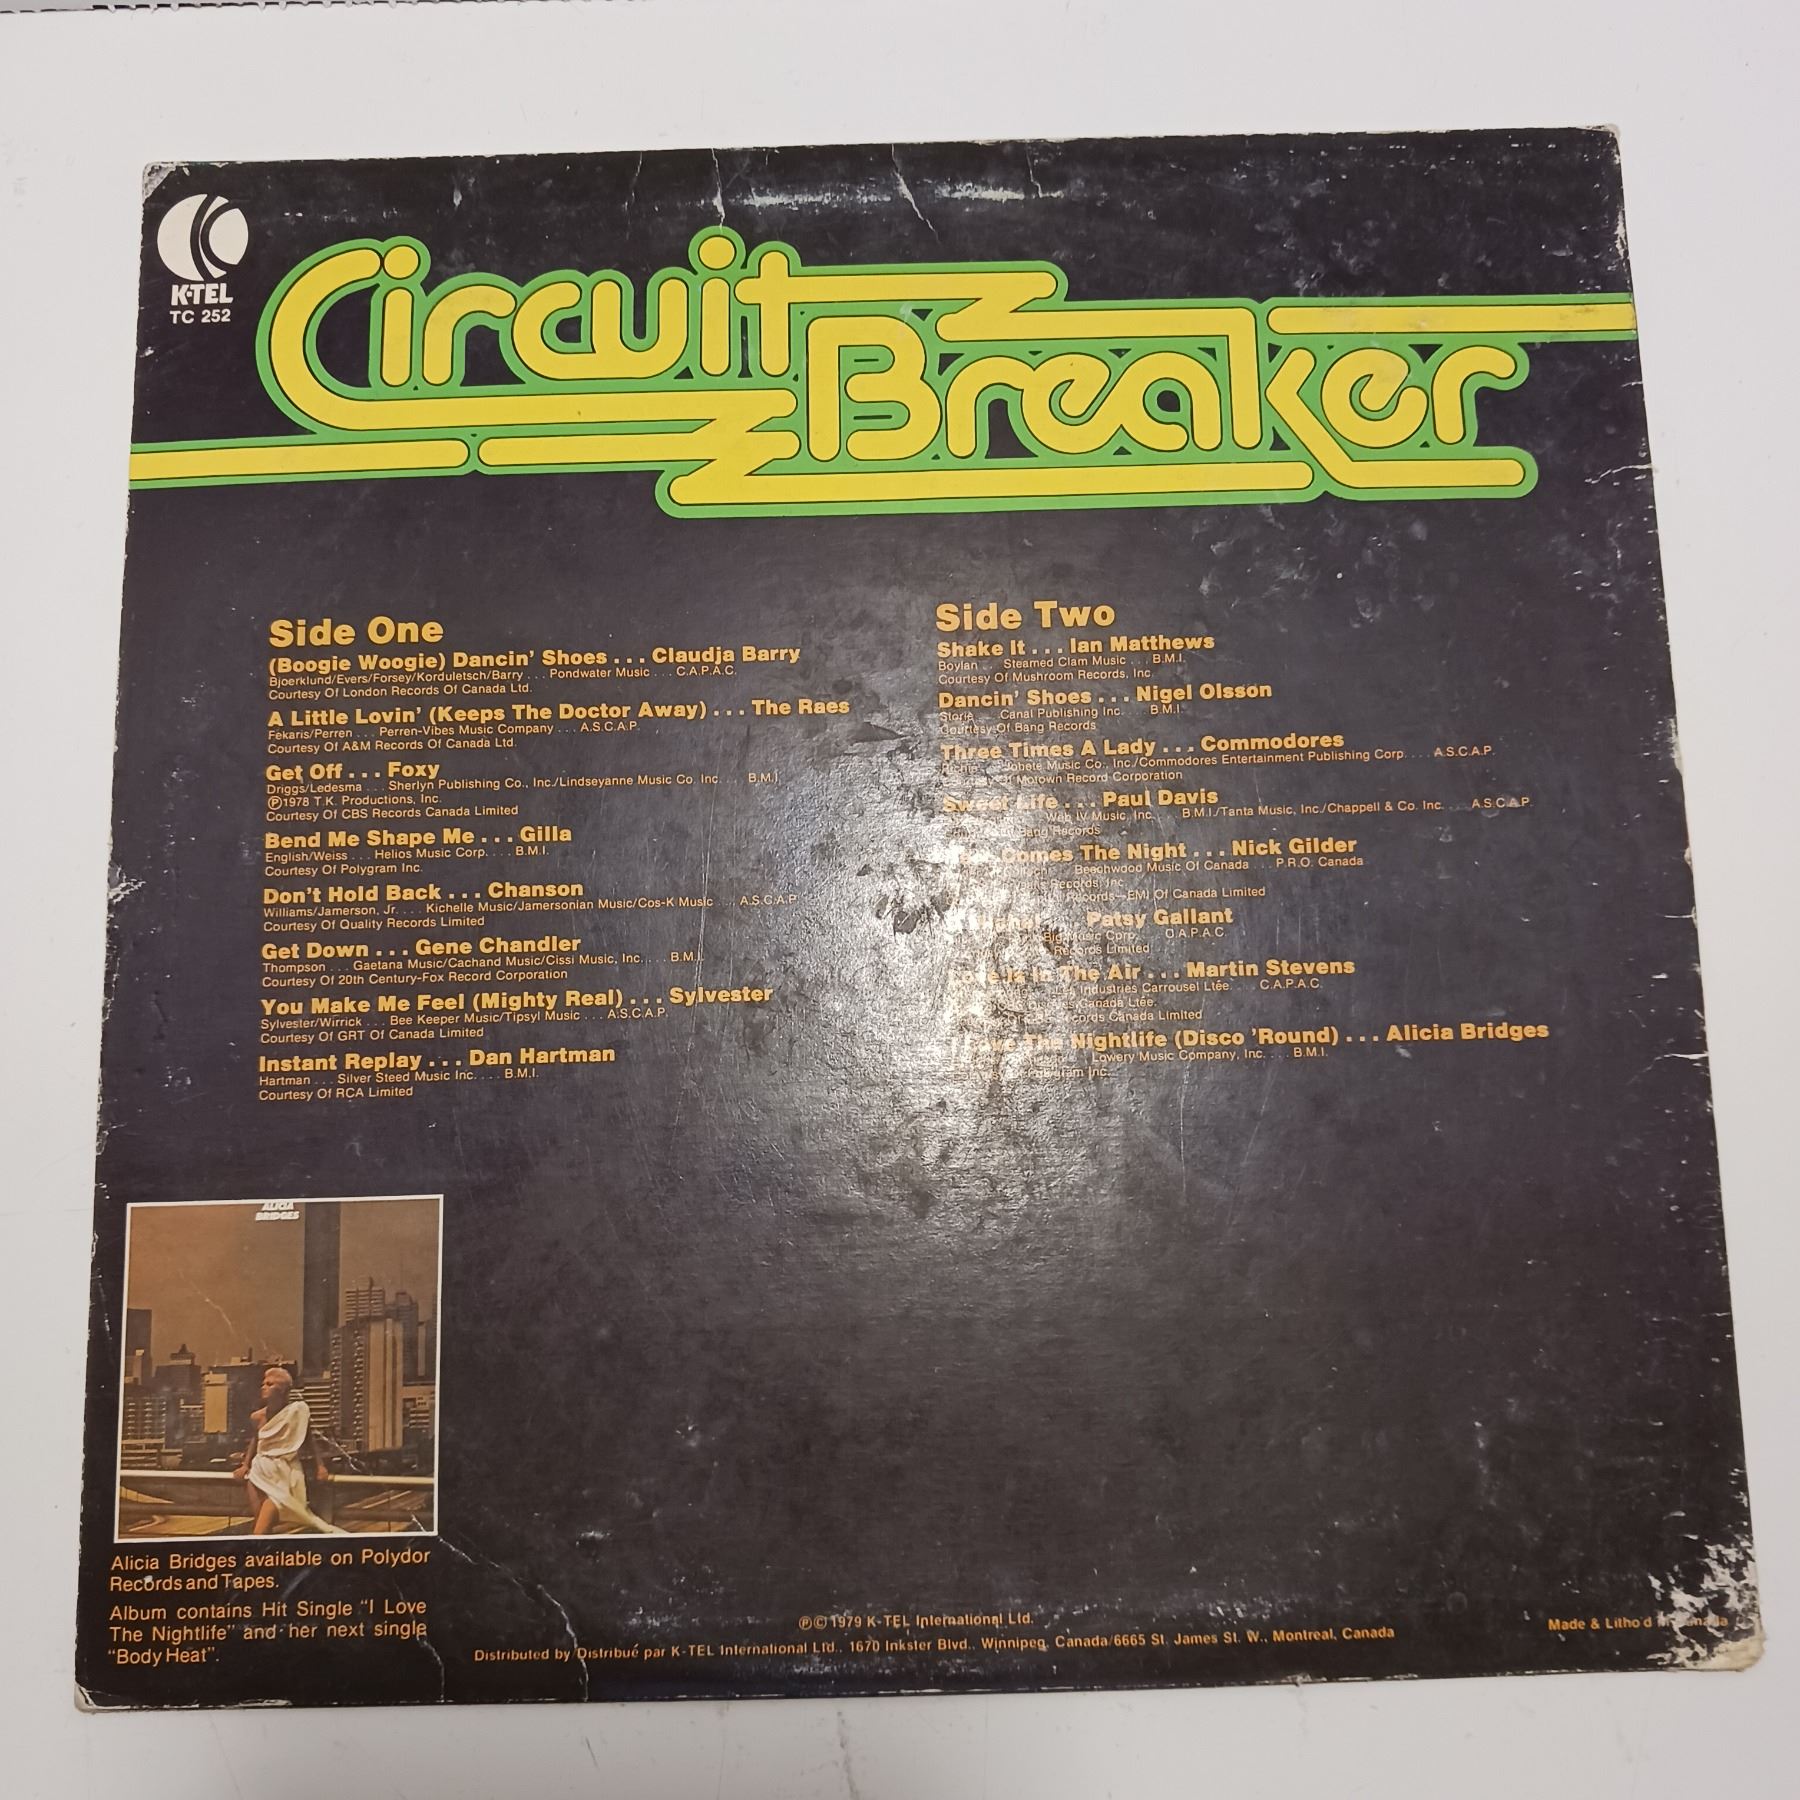 K-TEL
TC 252
Circuit
Breaker
Side One
(Boogie Woogie) Dancin' Shoes . . . Claudja Barry
Bjoerklund/Evers/Forsey/Korduletsch/Barry . . . Pondwater Music . . . C.A.P.A.C.
Courtesy Of London Records Of Canada Ltd.
A Little Lovin' (Keeps The Doctor Away) . . . The Raes
Fekaris/Perren . . . Perren-Vibes Music Company . . . A.S.C.A.P.
Courtesy Of A&M Records Of Canada Ltd.
Get Off . . . Foxy
Driggs/Ledesma . . . Sherlyn Publishing Co., Inc./Lindseyanne Music Co. Inc. . . . B.M.I.
Ⓟ1978 T.K. Productions, Inc.
Courtesy Of CBS Records Canada Limited
Bend Me Shape Me . . . Gilla
English/Weiss . . . Helios Music Corp. . . . B.M.I.
Courtesy Of Polygram Inc.
Don't Hold Back . . . Chanson
Williams/Jamerson, Jr. . . . Kichelle Music/Jamersonian Music/Cos-K Music . . . A.S.C.A.P.
Courtesy Of Quality Records Limited
Get Down . . . Gene Chandler
Thompson . . . Gaetana Music/Cachand Music/Cissi Music, Inc. . . . B.M.I.
Courtesy Of 20th Century-Fox Record Corporation
You Make Me Feel (Mighty Real) . . . Sylvester
Sylvester/Wirrick . . . Bee Keeper Music/Tipsyl Music . . . A.S.C.A.P.
Courtesy Of GRT Of Canada Limited
Instant Replay . . . Dan Hartman
Hartman . . . Silver Steed Music Inc. . . . B.M.I.
Courtesy Of RCA Limited
Side Two
Shake It . . . Ian Matthews
Boylan . . . Steamed Clam Music . . . B.M.I.
Courtesy Of Mushroom Records, Inc.
Dancin' Shoes . . . Nigel Olsson
Storie . . . Canal Publishing Inc. . . . B.M.I.
Courtesy Of Bang Records
Three Times A Lady . . . Commodores
Jobete Music Co., Inc./Commodores Entertainment Publishing Corp. . . . A.S.C.A.P.
Courtesy Of Motown Record Corporation
Sweet Life . . . Paul Davis
Web IV Music, Inc. . . . B.M.I./Tanta Music, Inc./Chappell & Co. Inc. . . . A.S.C.A.P.
Bang Records
Comes The Night . . . Nick Gilder
Beechwood Music Of Canada . . . P.R.O. Canada
Records, Inc.
Records—EMI Of Canada Limited
Patsy Gallant
Big Music Corp. . . . C.A.P.A.C.
Records Limited
Love Is In The Air . . . Martin Stevens
Industries Carrousel Ltée. . . . C.A.P.A.C.
Canada Ltée.
Records Canada Limited
Love The Nightlife (Disco 'Round) . . . Alicia Bridges
Lowery Music Company, Inc. . . . B.M.I.
Polygram Inc.
ALICIA
BRIDGES
Alicia Bridges available on Polydor
Records and Tapes.
Album contains Hit Single "I Love
The Nightlife" and her next single
"Body Heat".
ⓅⒸ1979 K-TEL International Ltd.
Distributed by/Distribué par K-TEL International Ltd., 1670 Inkster Blvd., Winnipeg, Canada/6665 St. James St. W., Montreal, Canada
Made & Litho'd in Canada